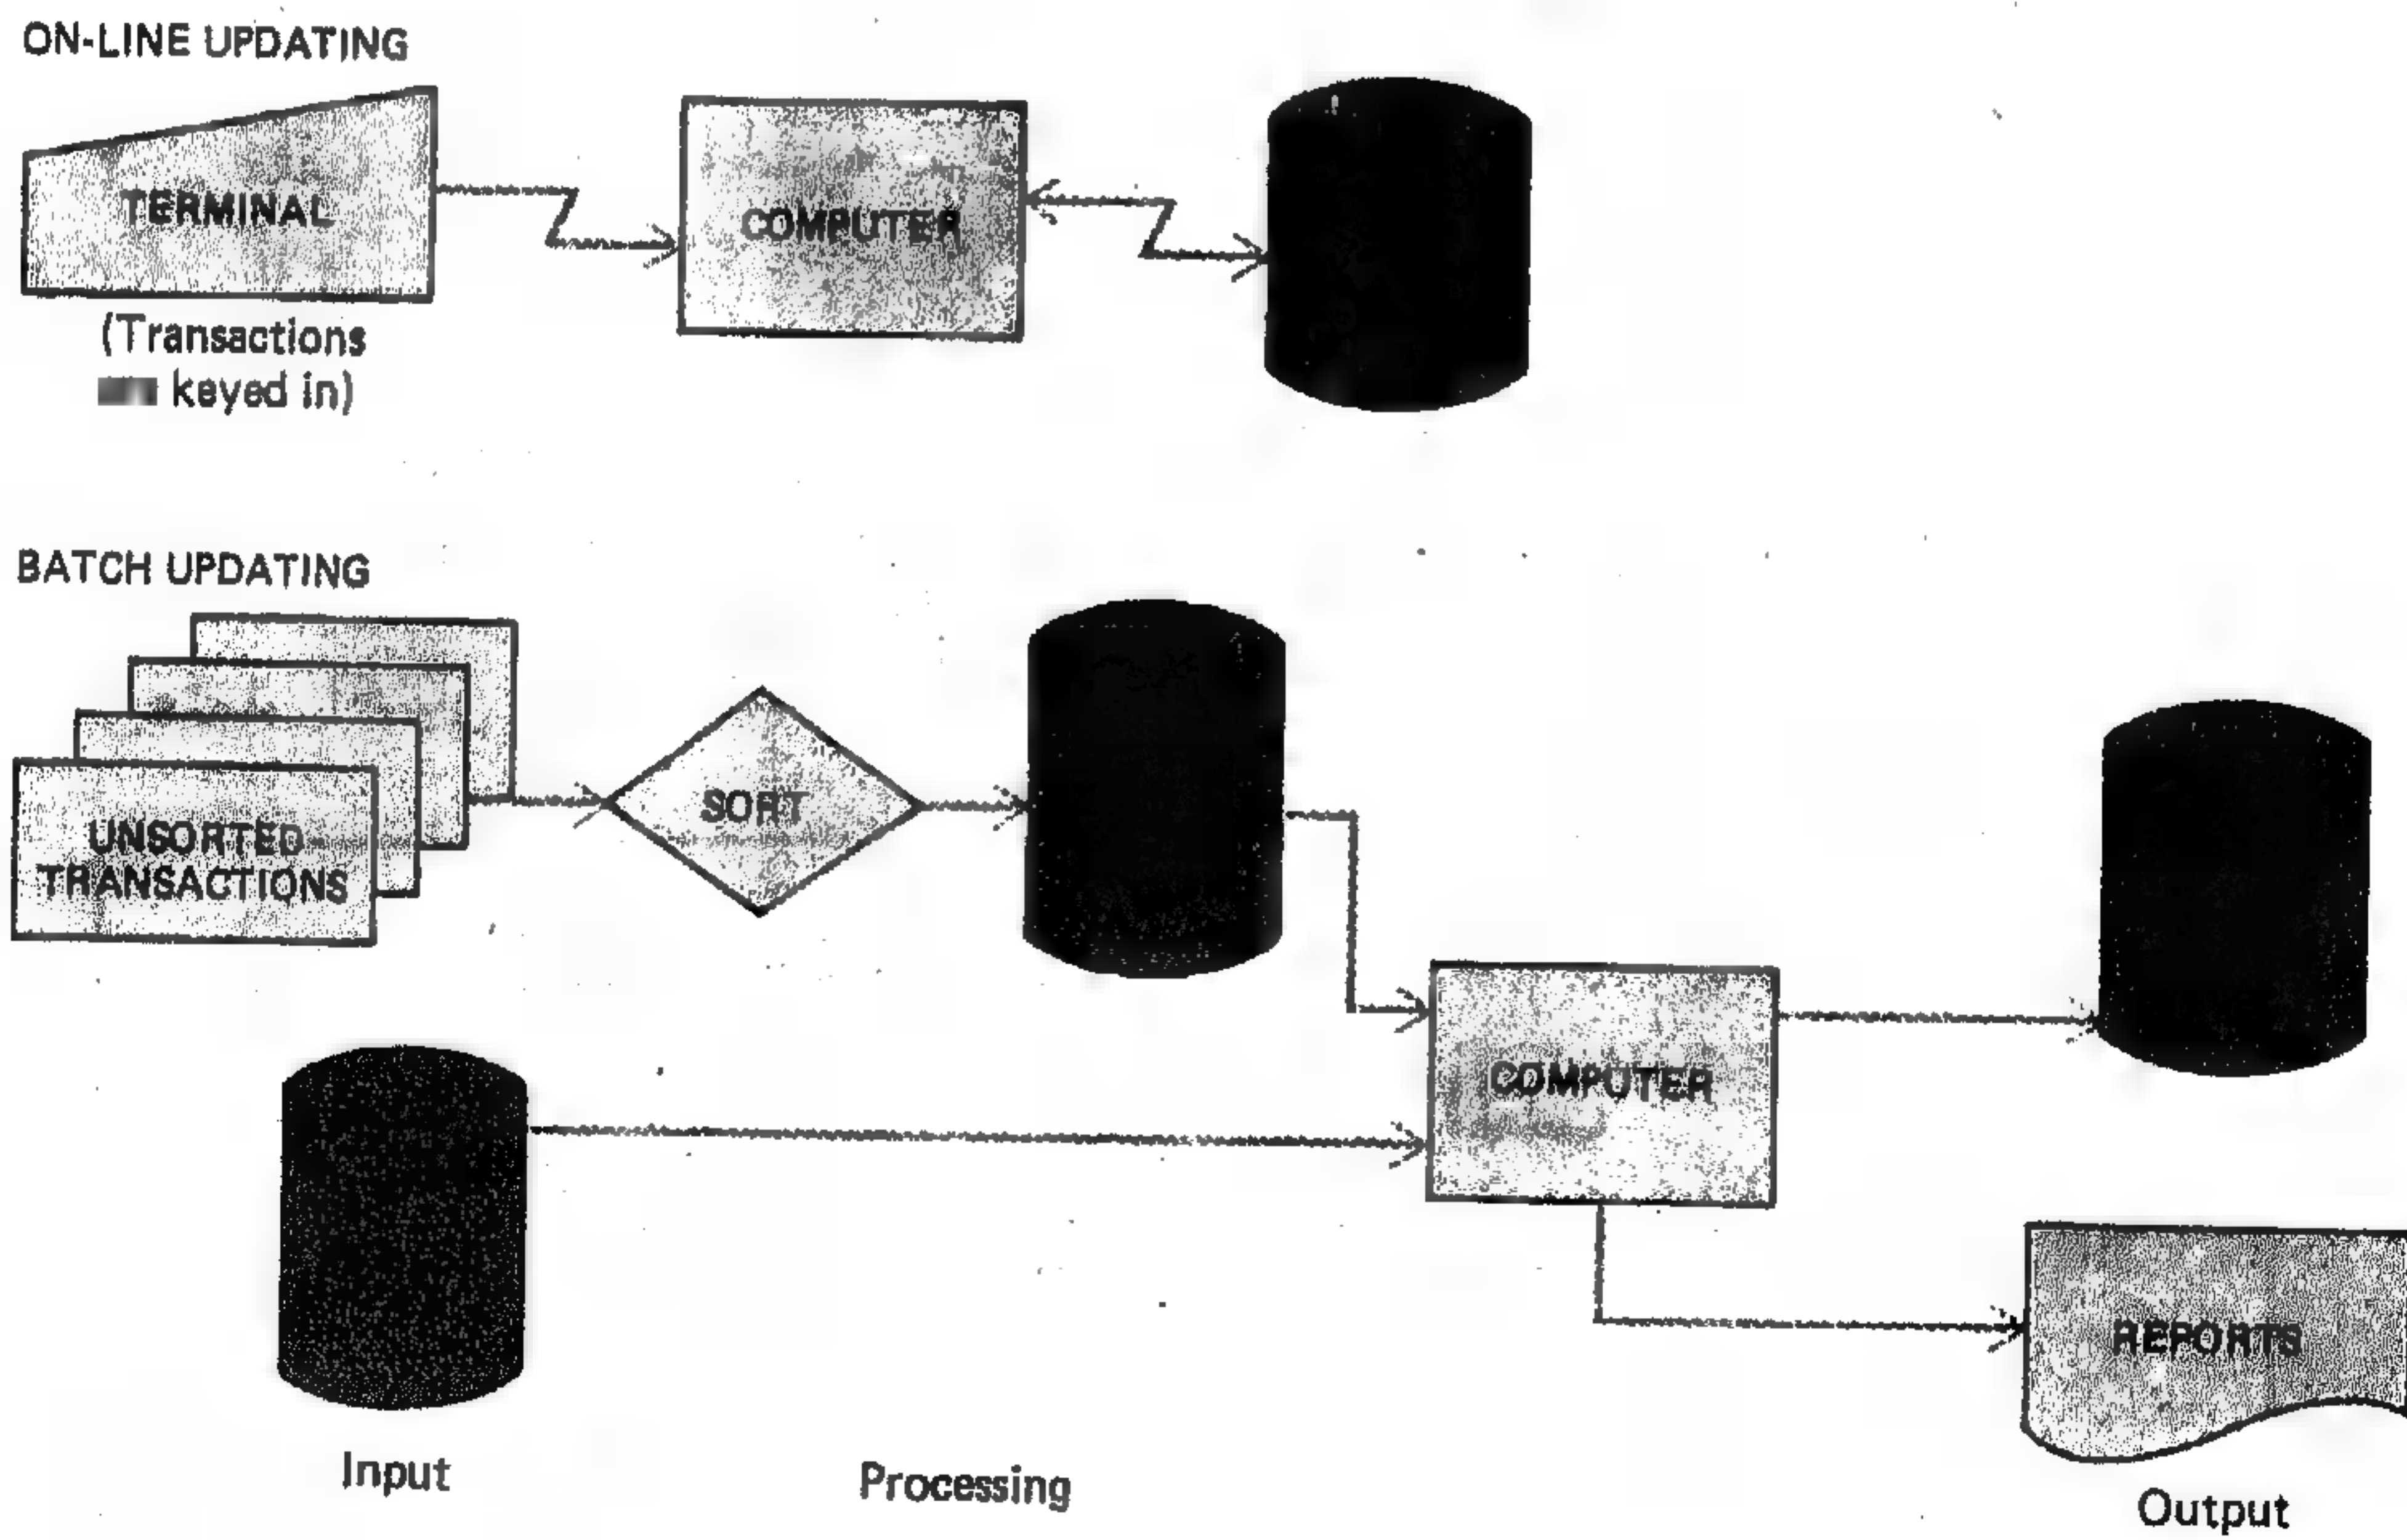 ON-LINE UPDATING
TERMINAL
COMPUTER
(Transactions
keyed in)
BATCH UPDATING
UNSORTED
TRANSACTIONS
SORT
COMPUTER
REPORTS
Input
Processing
Output